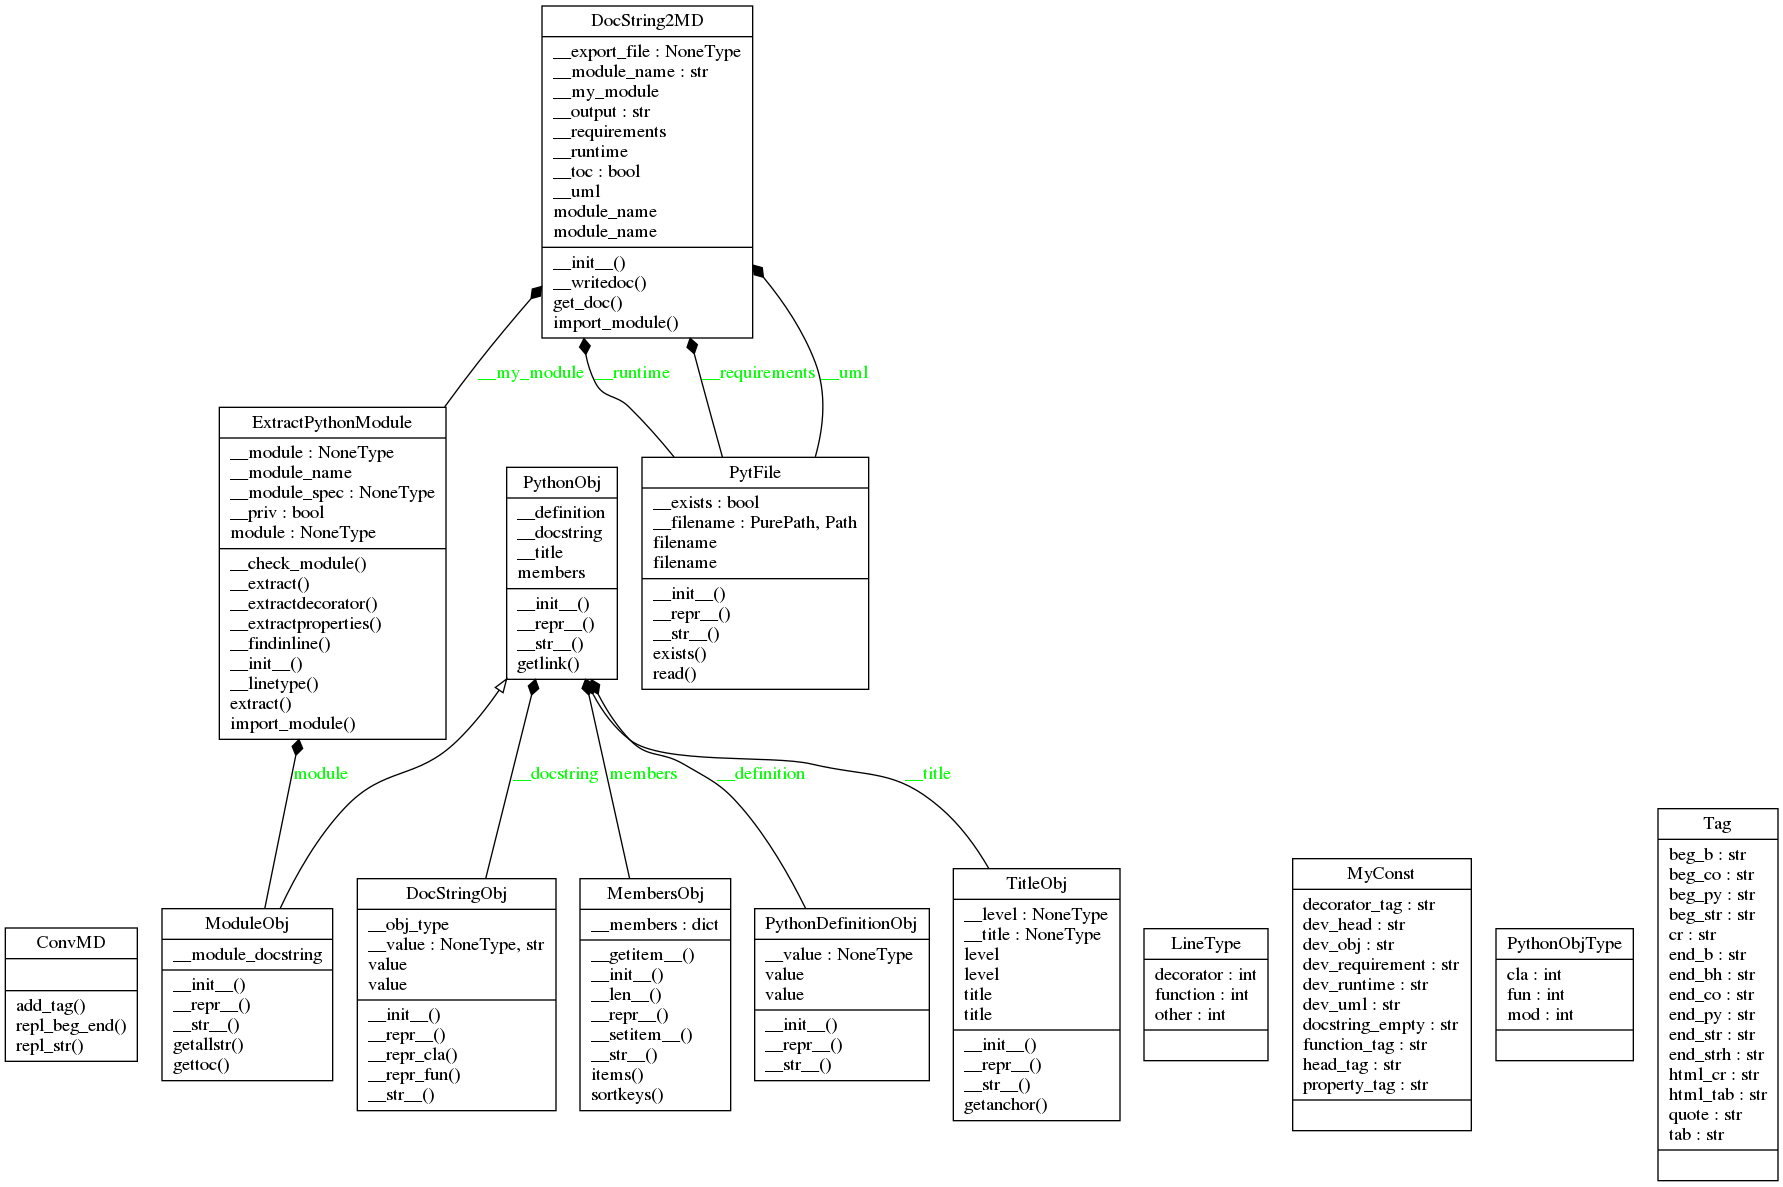 DocString2MD
__export_file : NoneType
__module_name : str
__my_module
__output : str
__requirements
__runtime
__toc : bool
__uml
module_name
module_name
__init__()
__writedoc()
get_doc()
import_module()
__my_module
__runtime
__requirements
__uml
ExtractPythonModule
__module : NoneType
__module_name
__module_spec : NoneType
__priv : bool
module : NoneType
__check_module()
__extract()
__extractdecorator()
__extractproperties()
__findinline()
__init__()
__linetype()
extract()
import_module()
PythonObj
__definition
__docstring
__title
members
__init__()
__repr__()
__str__()
getlink()
PytFile
__exists : bool
__filename : PurePath, Path
filename
filename
__init__()
__repr__()
__str__()
exists()
read()
module
__docstring
members
__definition
__title
ConvMD
add_tag()
repl_beg_end()
repl_str()
ModuleObj
__module_docstring
__init__()
__repr__()
__str__()
getallstr()
gettoc()
DocStringObj
__obj_type
__value : NoneType, str
value
value
__init__()
__repr__()
__repr_cla()
__repr_fun()
__str__()
MembersObj
__members : dict
__getitem__()
__init__()
__len__()
__repr__()
__setitem__()
__str__()
items()
sortkeys()
PythonDefinitionObj
__value : NoneType
value
value
__init__()
__repr__()
__str__()
TitleObj
__level : NoneType
__title : NoneType
level
level
title
title
__init__()
__repr__()
__str__()
getanchor()
LineType
decorator : int
function : int
other : int
MyConst
decorator_tag : str
dev_head : str
dev_obj : str
dev_requirement : str
dev_runtime : str
dev_uml : str
docstring_empty : str
function_tag : str
head_tag : str
property_tag : str
PythonObjType
cla : int
fun : int
mod : int
Tag
beg_b : str
beg_co : str
beg_py : str
beg_str : str
cr : str
end_b : str
end_bh : str
end_co : str
end_py : str
end_str : str
end_strh : str
html_cr : str
html_tab : str
quote : str
tab : str